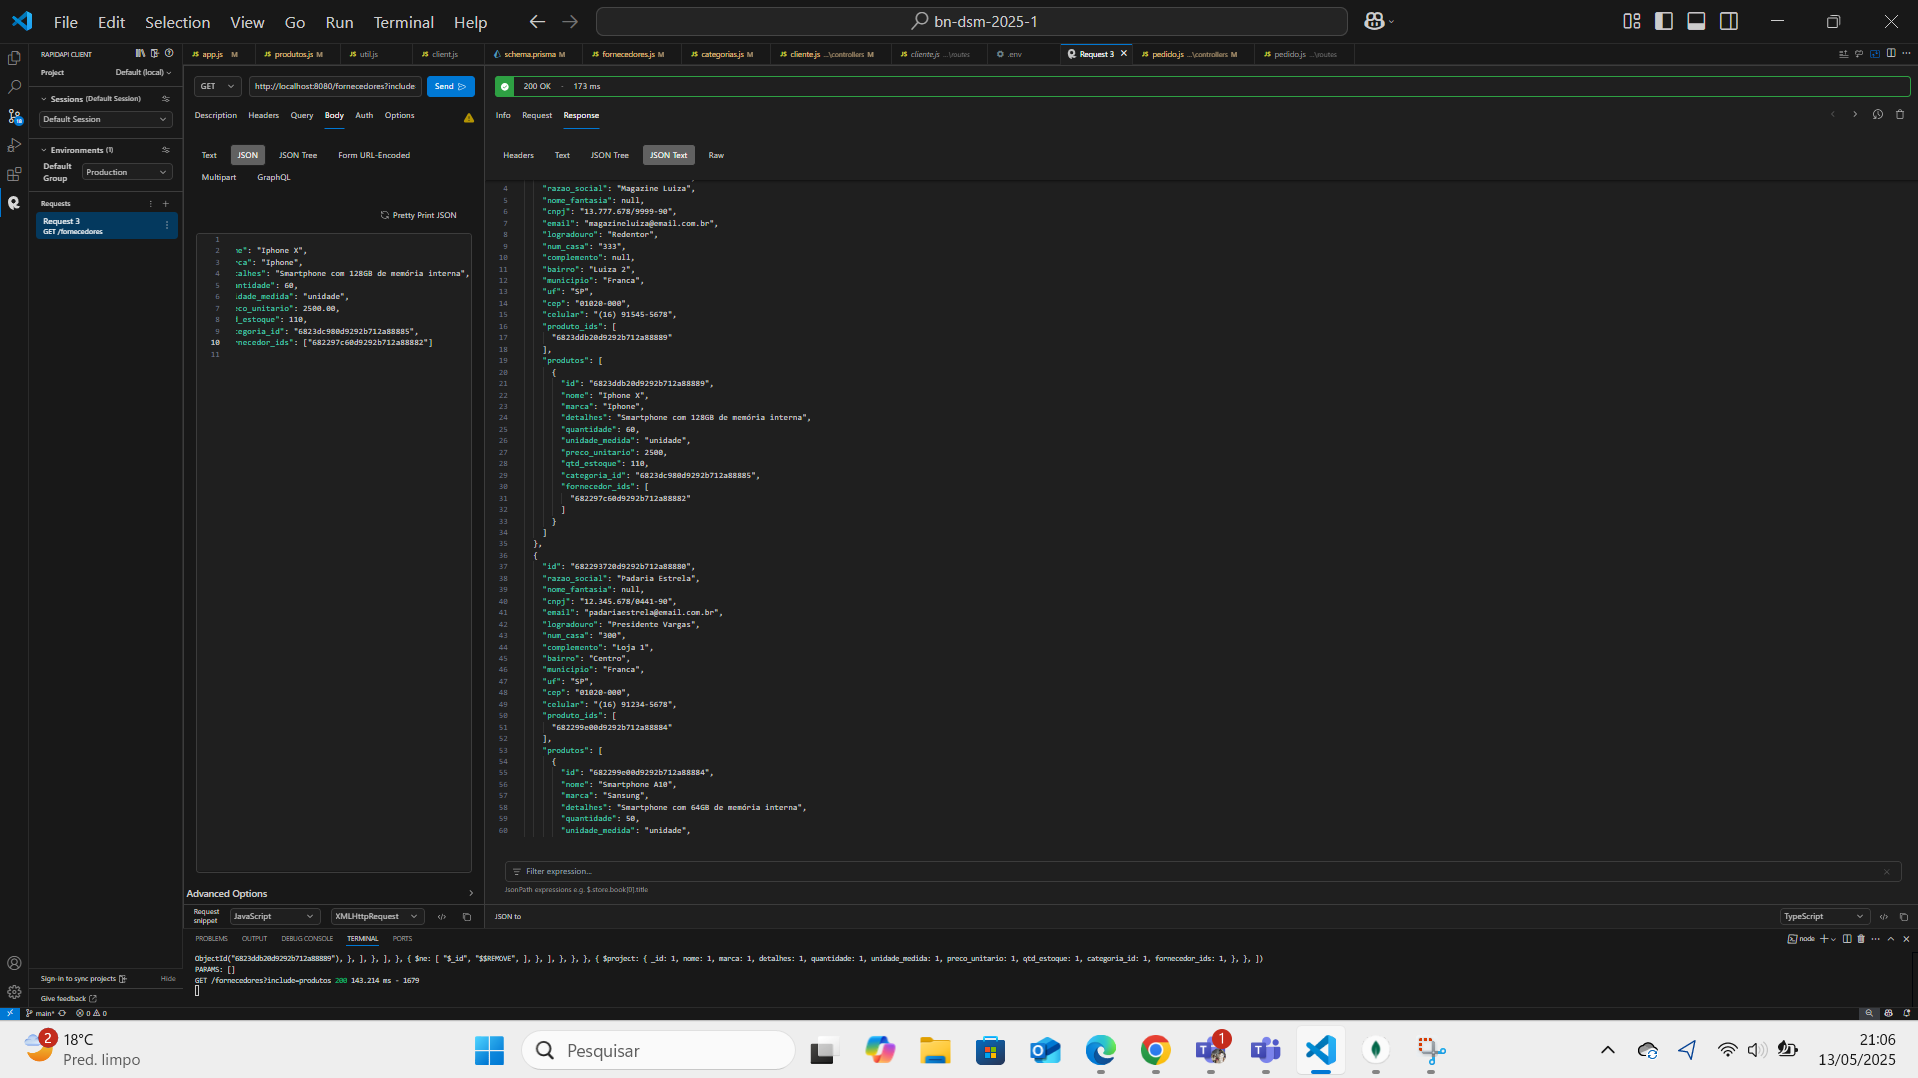 File Edit Selection View Go Run Terminal Help
bn-dsm-2025-1
RAPIDAPI CLIENT
Project Default (local)
Sessions (Default Session)
Default Session
Environments (1)
Default Group Production
Requests
Request 3
GET /fornecedores
Sign-in to sync projects Hide
Give feedback
app.js M produtos.js M util.js client.js schema.prisma M fornecedores.js M categorias.js M cliente.js ...\controllers M cliente.js ...\routes .env Request 3 pedido.js ...\controllers M pedido.js ...\routes
GET http://localhost:8080/fornecedores?include Send
Description Headers Query Body Auth Options
Text JSON JSON Tree Form URL-Encoded
Multipart GraphQL
Pretty Print JSON
1
2 ne": "Iphone X",
3 rca": "Iphone",
4 :alhes": "Smartphone com 128GB de memória interna",
5 antidade": 60,
6 idade_medida": "unidade",
7 eco_unitario": 2500.00,
8 d_estoque": 110,
9 :egoria_id": "6823dc980d9292b712a88885",
10 rnecedor_ids": ["682297c60d9292b712a88882"]
11
Advanced Options
Request snippet JavaScript XMLHttpRequest
200 OK · 173 ms
Info Request Response
Headers Text JSON Tree JSON Text Raw
4 "razao_social": "Magazine Luiza",
5 "nome_fantasia": null,
6 "cnpj": "13.777.678/9999-90",
7 "email": "magazineluiza@email.com.br",
8 "logradouro": "Redentor",
9 "num_casa": "333",
10 "complemento": null,
11 "bairro": "Luiza 2",
12 "municipio": "Franca",
13 "uf": "SP",
14 "cep": "01020-000",
15 "celular": "(16) 91545-5678",
16 "produto_ids": [
17 "6823ddb20d9292b712a88889"
18 ],
19 "produtos": [
20 {
21 "id": "6823ddb20d9292b712a88889",
22 "nome": "Iphone X",
23 "marca": "Iphone",
24 "detalhes": "Smartphone com 128GB de memória interna",
25 "quantidade": 60,
26 "unidade_medida": "unidade",
27 "preco_unitario": 2500,
28 "qtd_estoque": 110,
29 "categoria_id": "6823dc980d9292b712a88885",
30 "fornecedor_ids": [
31 "682297c60d9292b712a88882"
32 ]
33 }
34 ]
35 },
36 {
37 "id": "682293720d9292b712a88880",
38 "razao_social": "Padaria Estrela",
39 "nome_fantasia": null,
40 "cnpj": "12.345.678/0441-90",
41 "email": "padariaestrela@email.com.br",
42 "logradouro": "Presidente Vargas",
43 "num_casa": "300",
44 "complemento": "Loja 1",
45 "bairro": "Centro",
46 "municipio": "Franca",
47 "uf": "SP",
48 "cep": "01020-000",
49 "celular": "(16) 91234-5678",
50 "produto_ids": [
51 "682299e00d9292b712a88884"
52 ],
53 "produtos": [
54 {
55 "id": "682299e00d9292b712a88884",
56 "nome": "Smartphone A10",
57 "marca": "Sansung",
58 "detalhes": "Smartphone com 64GB de memória interna",
59 "quantidade": 50,
60 "unidade_medida": "unidade",
Filter expression...
JsonPath expressions e.g. $.store.book[0].title
JSON to TypeScript
PROBLEMS OUTPUT DEBUG CONSOLE TERMINAL PORTS node
ObjectId("6823ddb20d9292b712a88889"), }, ], }, ], }, { $ne: [ "$_id", "$$REMOVE", ], }, ], }, }, }, { $project: { _id: 1, nome: 1, marca: 1, detalhes: 1, quantidade: 1, unidade_medida: 1, preco_unitario: 1, qtd_estoque: 1, categoria_id: 1, fornecedor_ids: 1, }, }, ])
PARAMS: []
GET /fornecedores?include=produtos 200 143.214 ms - 1679
main* 0 0
2 18°C
Pred. limpo
Pesquisar
1
21:06
13/05/2025